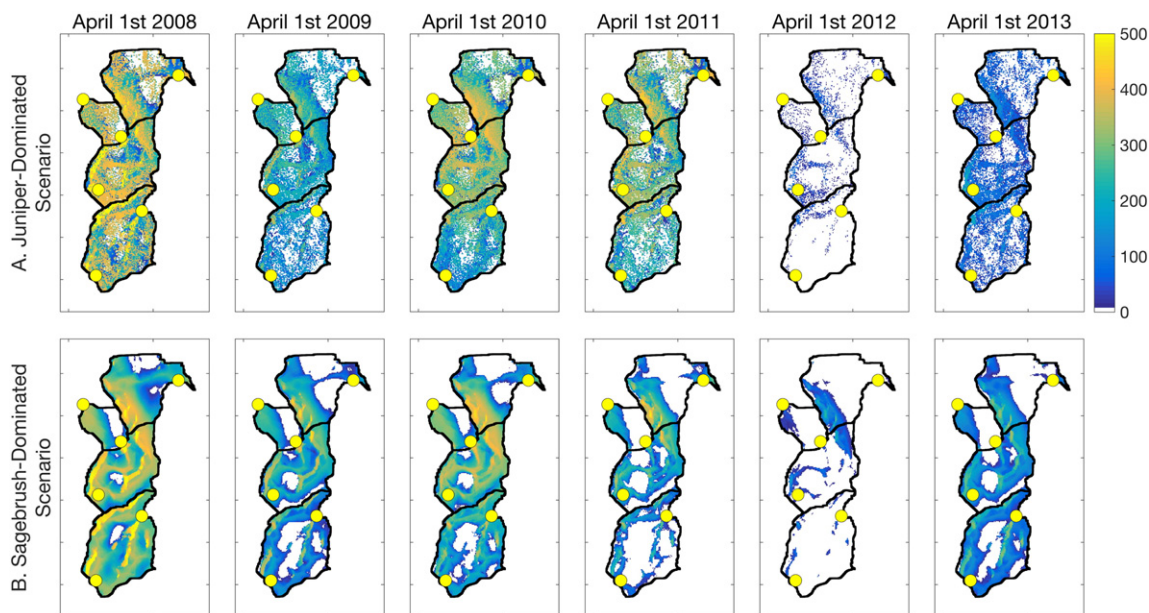 April 1st 2008 April 1st 2009 April 1st 2010 April 1st 2011 April 1st 2012 April 1st 2013
A. Juniper-Dominated
Scenario
500
400
300
200
100
0
B. Sagebrush-Dominated
Scenario